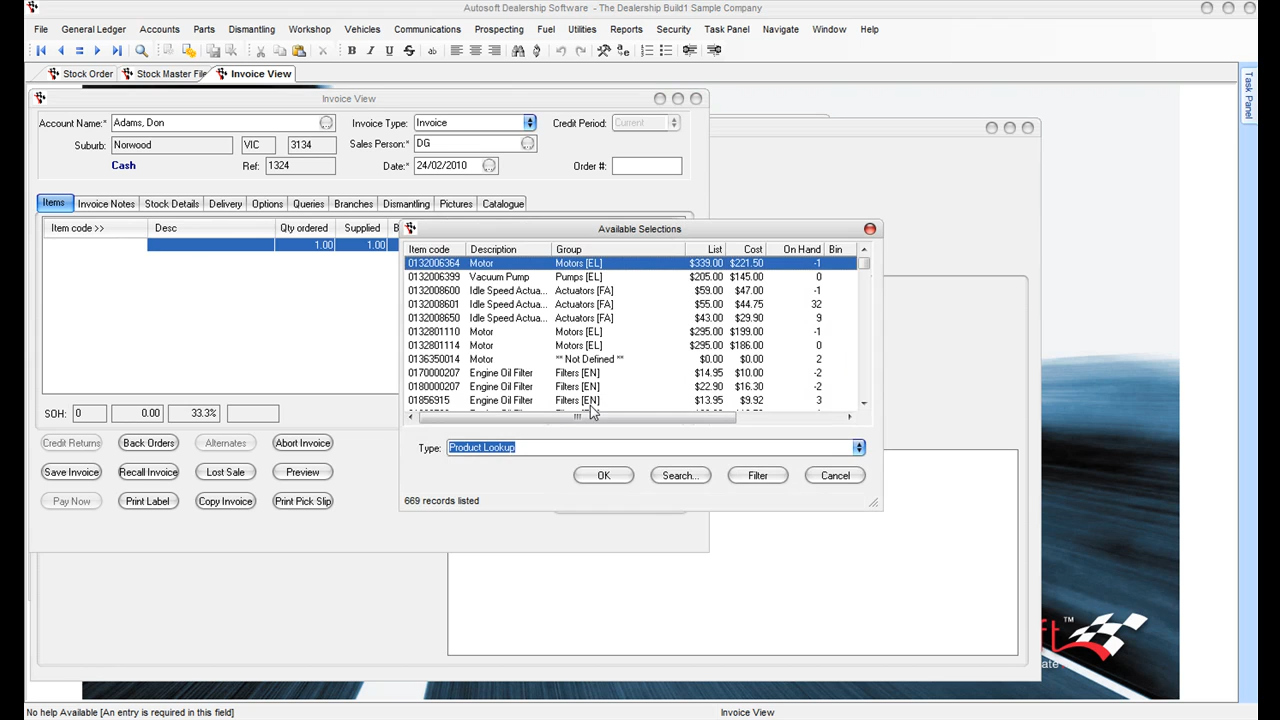 Autosoft Dealership Software - The Dealership Build1 Sample Company
File General Ledger Accounts Parts Dismantling Workshop Vehicles Communications Prospecting Fuel Utilities Reports Security Task Panel Navigate Window Help
B I S ab
Stock Order Stock Master File Invoice View
Task Panel
Invoice View
Account Name:* Adams, Don Invoice Type: Invoice Credit Period: Current
Suburb: Norwood VIC 3134 Sales Person:* DG
Cash Ref: 1324 Date:* 24/02/2010 Order #:
Items Invoice Notes Stock Details Delivery Options Queries Branches Dismantling Pictures Catalogue
Item code >> Desc Qty ordered Supplied B
1.00 1.00
Available Selections
Item code Description Group List Cost On Hand Bin
0132006364 Motor Motors [EL] $339.00 $221.50 -1
0132006399 Vacuum Pump Pumps [EL] $205.00 $145.00 0
0132008600 Idle Speed Actua... Actuators [FA] $59.00 $47.00 -1
0132008601 Idle Speed Actua... Actuators [FA] $55.00 $44.75 32
0132008650 Idle Speed Actua... Actuators [FA] $43.00 $29.90 9
0132801110 Motor Motors [EL] $295.00 $199.00 -1
0132801114 Motor Motors [EL] $295.00 $186.00 0
0136350014 Motor ** Not Defined ** $0.00 $0.00 2
0170000207 Engine Oil Filter Filters [EN] $14.95 $10.00 -2
0180000207 Engine Oil Filter Filters [EN] $22.90 $16.30 -2
01856915 Engine Oil Filter Filters [EN] $13.95 $9.92 3
Type: Product Lookup
OK Search... Filter Cancel
669 records listed
SOH: 0 0.00 33.3%
Credit Returns Back Orders Alternates Abort Invoice
Save Invoice Recall Invoice Lost Sale Preview
Pay Now Print Label Copy Invoice Print Pick Slip
ft™
ate
No help Available [An entry is required in this field] Invoice View